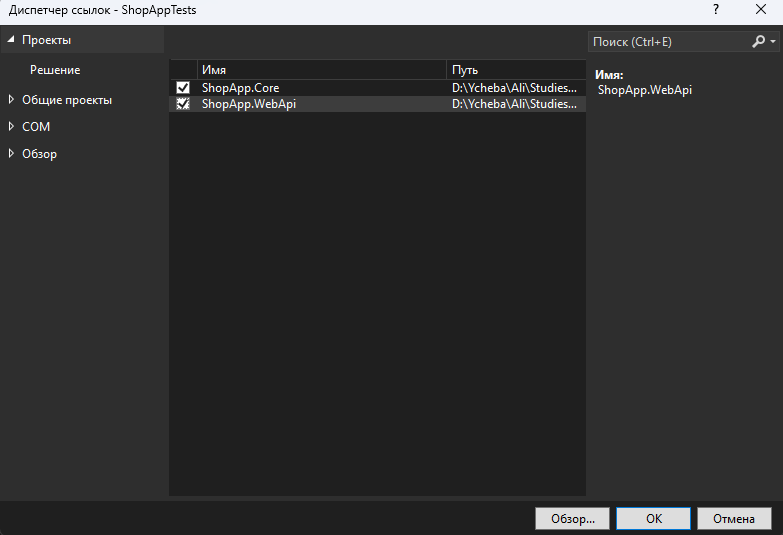 Диспетчер ссылок - ShopAppTests
?
Проекты
Решение
Общие проекты
COM
Обзор
Имя Путь
ShopApp.Core D:\Ycheba\Ali\Studies...
ShopApp.WebApi D:\Ycheba\Ali\Studies...
Поиск (Ctrl+E)
Имя:
ShopApp.WebApi
Обзор... OK Отмена